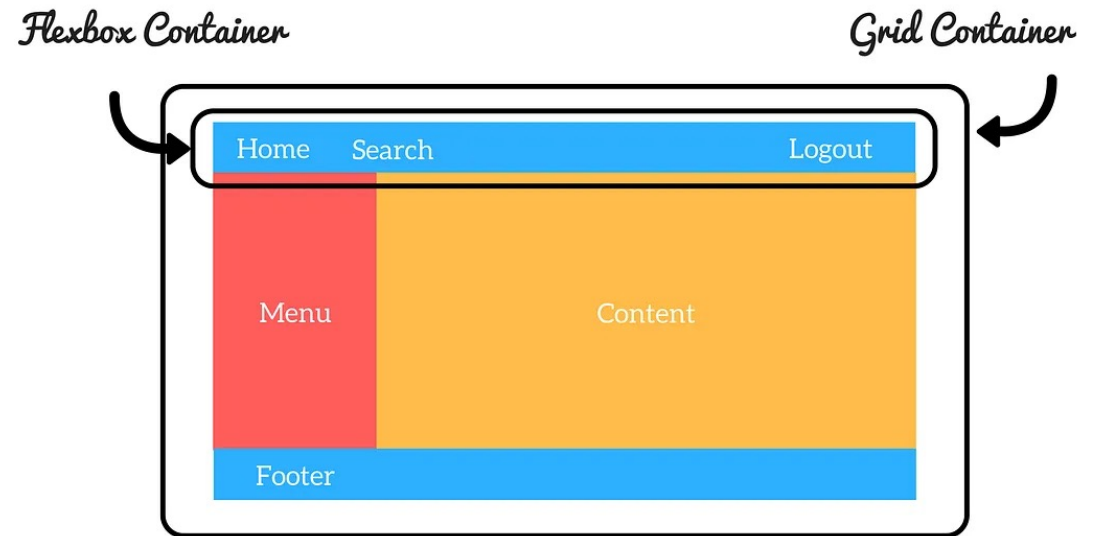 Flexbox Container
Grid Container
Home Search Logout
Menu
Content
Footer